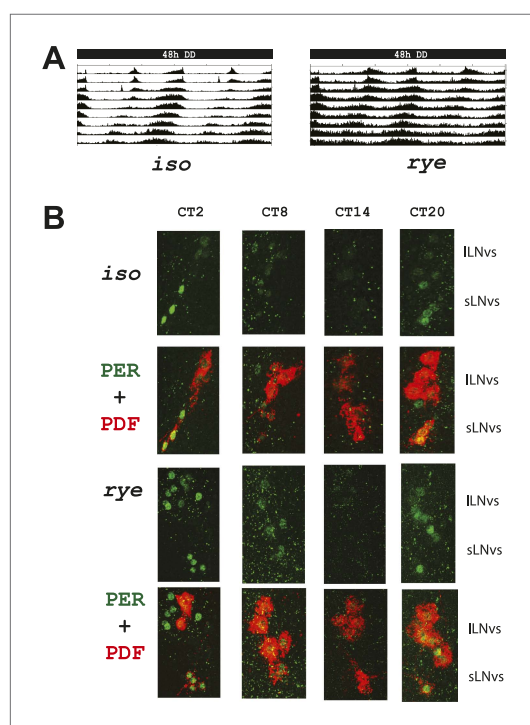 A
48h DD
48h DD
iso
rye
B
CT2
CT8
CT14
CT20
iso
lLNvs
sLNvs
PER
+
PDF
lLNvs
sLNvs
rye
lLNvs
sLNvs
PER
+
PDF
lLNvs
sLNvs